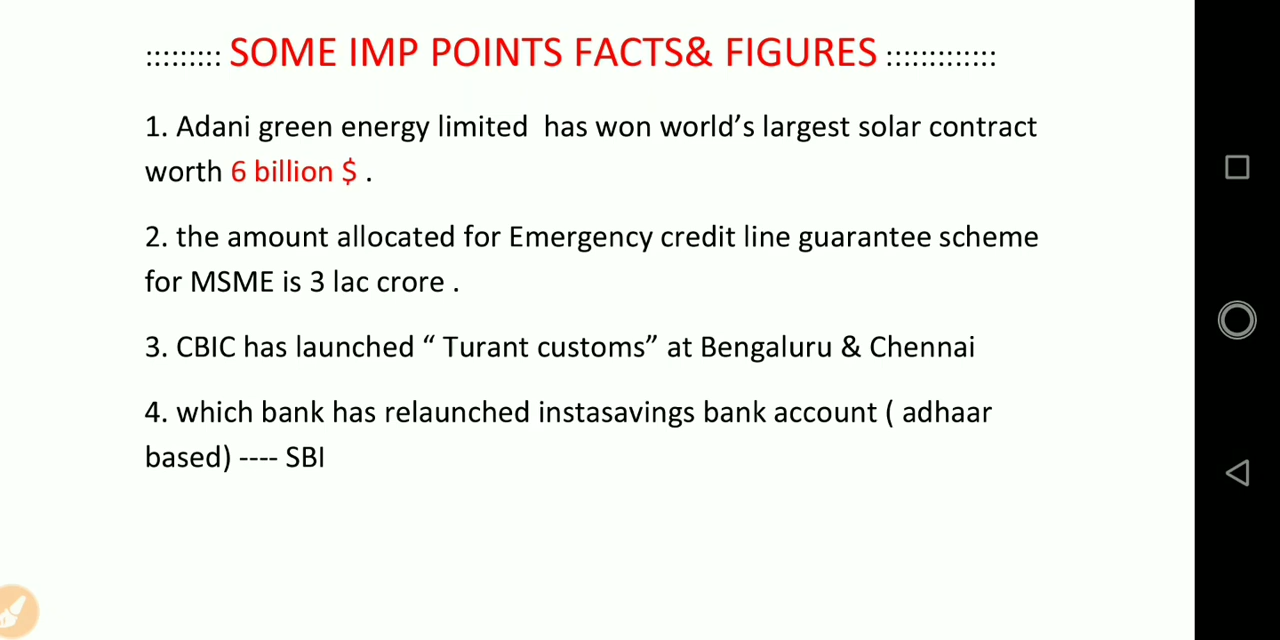 ::::::::: SOME IMP POINTS FACTS& FIGURES :::::::::::::
1. Adani green energy limited  has won world’s largest solar contract
worth 6 billion $ .
2. the amount allocated for Emergency credit line guarantee scheme
for MSME is 3 lac crore .
3. CBIC has launched “ Turant customs” at Bengaluru & Chennai
4. which bank has relaunched instasavings bank account ( adhaar
based) ---- SBI